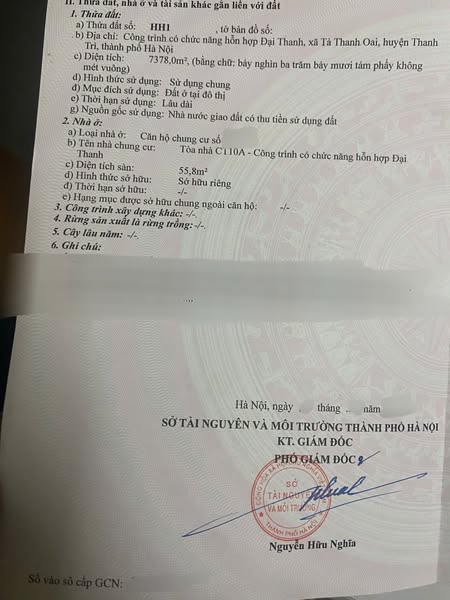 II. Thửa đất, nhà ở và tài sản khác gắn liền với đất
1. Thửa đất:
a) Thửa đất số: HH1 , tờ bản đồ số:
b) Địa chỉ: Công trình có chức năng hỗn hợp Đại Thanh, xã Tả Thanh Oai, huyện Thanh
Trì, thành phố Hà Nội
c) Diện tích: 7378,0m², (bằng chữ: bảy nghìn ba trăm bảy mươi tám phẩy không
mét vuông)
d) Hình thức sử dụng: Sử dụng chung
đ) Mục đích sử dụng: Đất ở tại đô thị
e) Thời hạn sử dụng: Lâu dài
g) Nguồn gốc sử dụng: Nhà nước giao đất có thu tiền sử dụng đất
2. Nhà ở:
a) Loại nhà ở: Căn hộ chung cư số
b) Tên nhà chung cư: Tòa nhà CT10A - Công trình có chức năng hỗn hợp Đại
Thanh
c) Diện tích sàn: 55,8m²
d) Hình thức sở hữu: Sở hữu riêng
đ) Thời hạn sở hữu: -/-
e) Hạng mục được sở hữu chung ngoài căn hộ: -/-
3. Công trình xây dựng khác: -/-.
4. Rừng sản xuất là rừng trồng: -/-.
5. Cây lâu năm: -/-.
6. Ghi chú:
Hà Nội, ngày tháng năm
SỞ TÀI NGUYÊN VÀ MÔI TRƯỜNG THÀNH PHỐ HÀ NỘI
KT. GIÁM ĐỐC
PHÓ GIÁM ĐỐC
SỞ
TÀI NGUYÊN
VÀ MÔI TRƯỜNG
THÀNH PHỐ HÀ NỘI
Nguyễn Hữu Nghĩa
Số vào sổ cấp GCN: